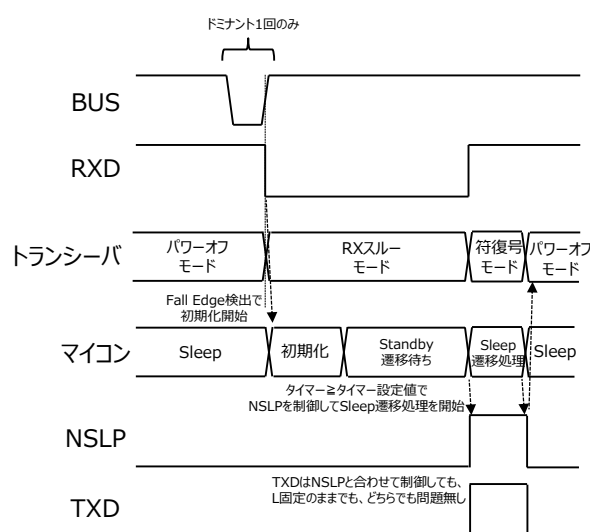 ドミナント1回のみ
BUS
RXD
トランシーバ
パワーオフ
モード
RXスルー
モード
符復号
モード
パワーオフ
モード
Fall Edge検出で
初期化開始
マイコン
Sleep
初期化
Standby
遷移待ち
Sleep
遷移処理
Sleep
タイマー≧タイマー設定値で
NSLPを制御してSleep遷移処理を開始
NSLP
TXDはNSLPと合わせて制御しても、
L固定のままでも、どちらでも問題無し
TXD